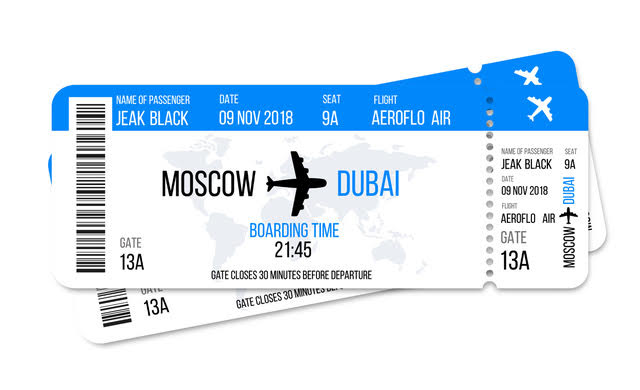 NAME OF PASSENGER DATE SEAT FLIGHT
JEAK BLACK 09 NOV 2018 9A AEROFLO AIR
MOSCOW DUBAI
BOARDING TIME
21:45
GATE
13A
GATE CLOSES 30 MINUTES BEFORE DEPARTURE
NAME OF PASSENGER SEAT
JEAK BLACK 9A
DATE
09 NOV 2018
FLIGHT
AEROFLO AIR
GATE
13A
MOSCOW DUBAI
GATE
13A
GATE CLOSES 30 MINUTES BEFORE DEPARTURE